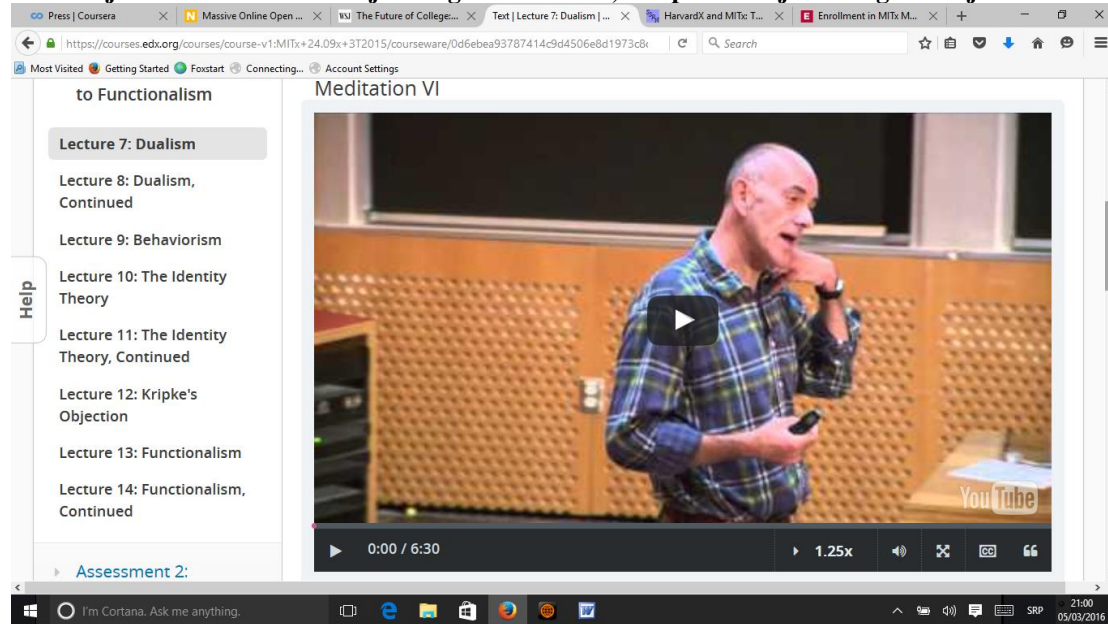 Press | Coursera
Massive Online Open ...
WSJ The Future of College:...
Text | Lecture 7: Dualism | ...
HarvardX and MITx: T...
E Enrollment in MITx M...
https://courses.edx.org/courses/course-v1:MITx+24.09x+3T2015/courseware/0d6ebea93787414c9d4506e8d1973c8
Search
Most Visited Getting Started Foxstart Connecting... Account Settings
to Functionalism
Meditation VI
Lecture 7: Dualism
Lecture 8: Dualism,
Continued
Lecture 9: Behaviorism
Lecture 10: The Identity
Theory
Lecture 11: The Identity
Theory, Continued
Lecture 12: Kripke's
Objection
Lecture 13: Functionalism
Lecture 14: Functionalism,
Continued
Assessment 2:
Help
YouTube
0:00 / 6:30
1.25x
CC
I'm Cortana. Ask me anything.
SRP
21:00
05/03/2016